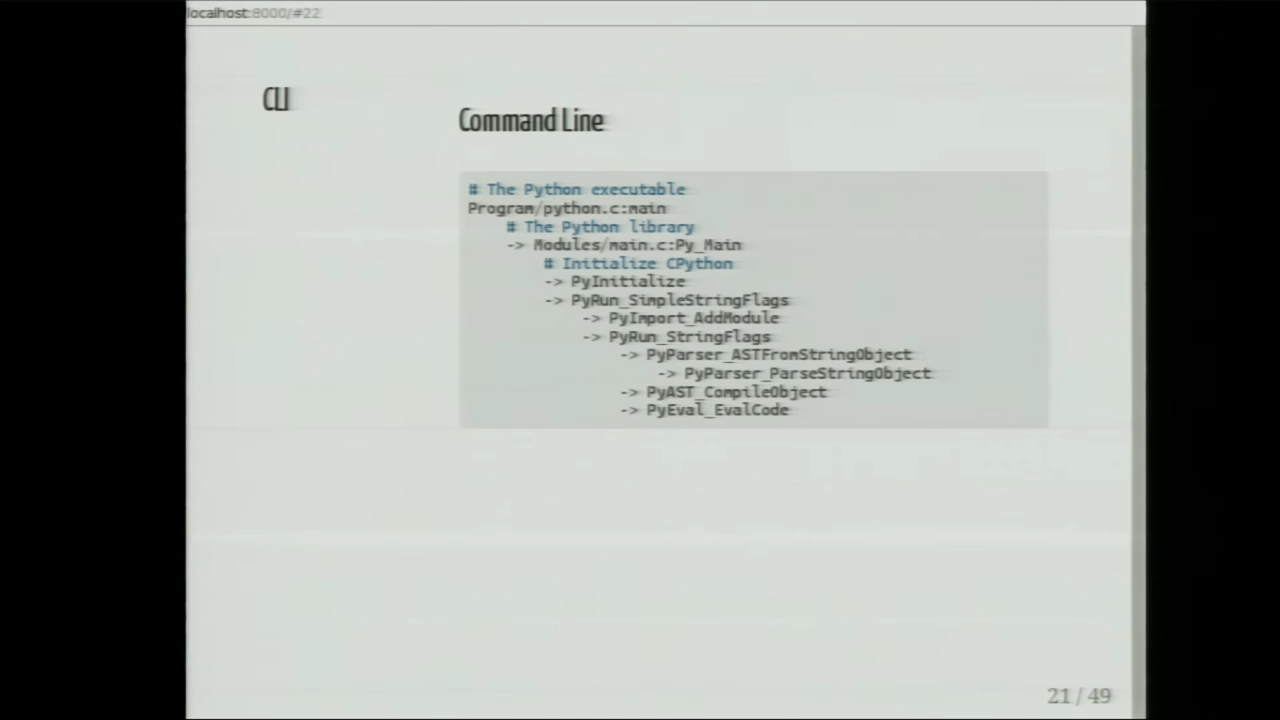 localhost:8000/#22
CLI
Command Line
# The Python executable
Program/python.c:main
# The Python library
-> Modules/main.c:Py_Main
# Initialize CPython
-> PyInitialize
-> PyRun_SimpleStringFlags
-> PyImport_AddModule
-> PyRun_StringFlags
-> PyParser_ASTFromStringObject
-> PyParser_ParseStringObject
-> PyAST_CompileObject
-> PyEval_EvalCode
21 / 49